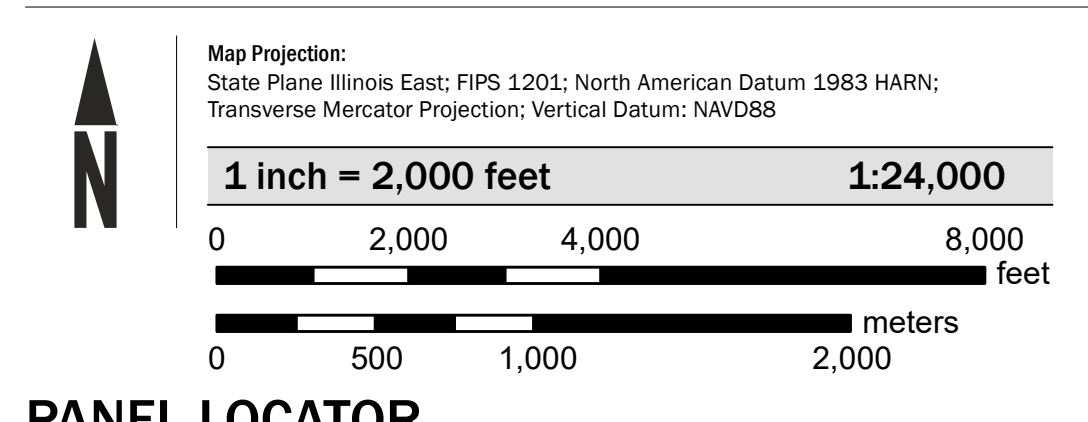 N
Map Projection:
State Plane Illinois East; FIPS 1201; North American Datum 1983 HARN;
Transverse Mercator Projection; Vertical Datum: NAVD88
1 inch = 2,000 feet 1:24,000
0 2,000 4,000 8,000
feet
meters
0 500 1,000 2,000
PANEL LOCATOR